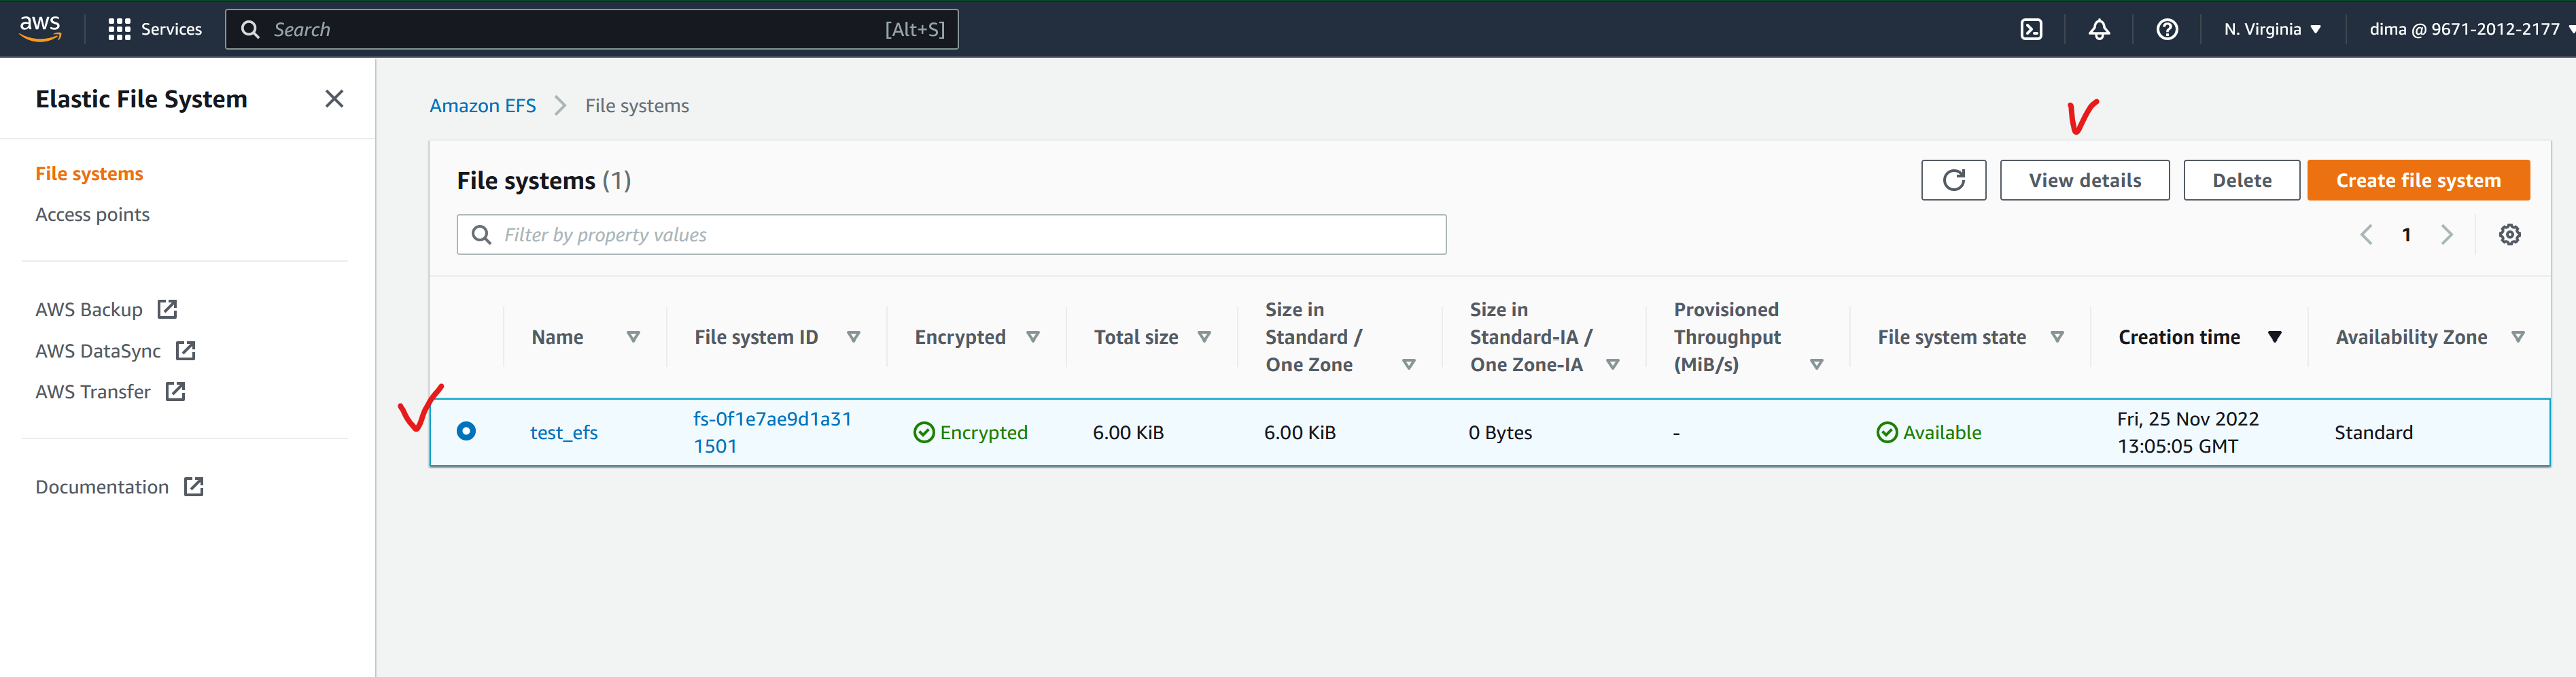 aws
Services
Search
[Alt+S]
N. Virginia
dima @ 9671-2012-2177
Elastic File System
File systems
Access points
AWS Backup
AWS DataSync
AWS Transfer
Documentation
Amazon EFS
File systems
File systems (1)
View details
Delete
Create file system
Filter by property values
1
Name
File system ID
Encrypted
Total size
Size in
Standard /
One Zone
Size in
Standard-IA /
One Zone-IA
Provisioned
Throughput
(MiB/s)
File system state
Creation time
Availability Zone
test_efs
fs-0f1e7ae9d1a31
1501
Encrypted
6.00 KiB
6.00 KiB
0 Bytes
-
Available
Fri, 25 Nov 2022
13:05:05 GMT
Standard